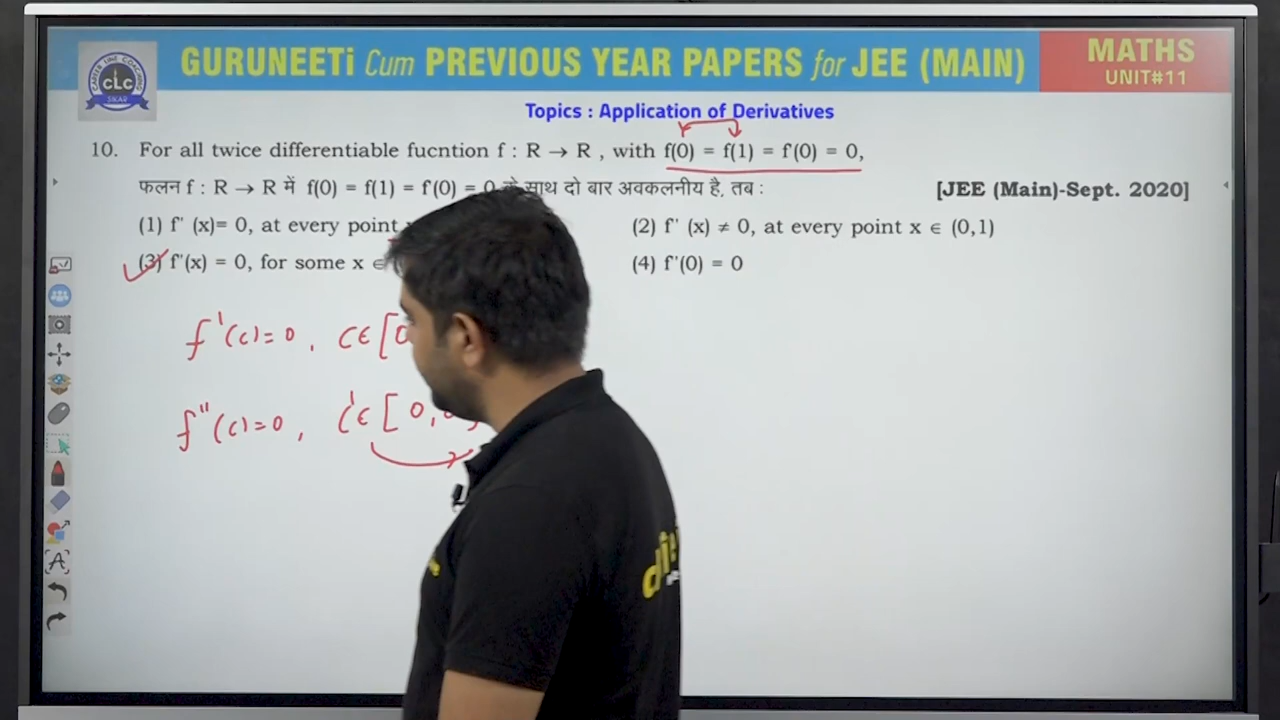 GURUNEETi Cum PREVIOUS YEAR PAPERS for JEE (MAIN)
MATHS
UNIT#11
CLC
SIKAR
Topics : Application of Derivatives
10. For all twice differentiable fucntion f : R → R , with f(0) = f(1) = f'(0) = 0,
फलन f : R → R में f(0) = f(1) = f'(0) = 0 के साथ दो बार अवकलनीय है, तब :
[JEE (Main)-Sept. 2020]
(1) f" (x)= 0, at every point
(2) f" (x) ≠ 0, at every point x ∈ (0,1)
(3) f"(x) = 0, for some x ∈
(4) f"(0) = 0
f'(c)=0, c∈[0
f"(c)=0, c'∈[0,